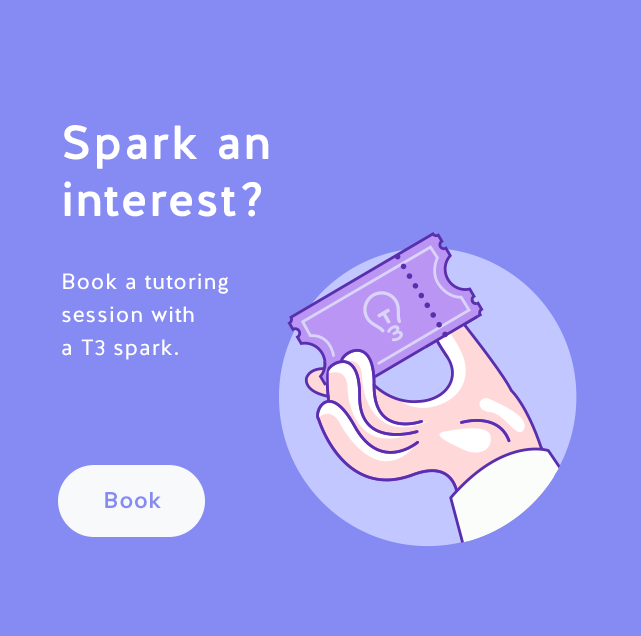 Spark an
interest?
Book a tutoring
session with
a T3 spark.
T3
Book